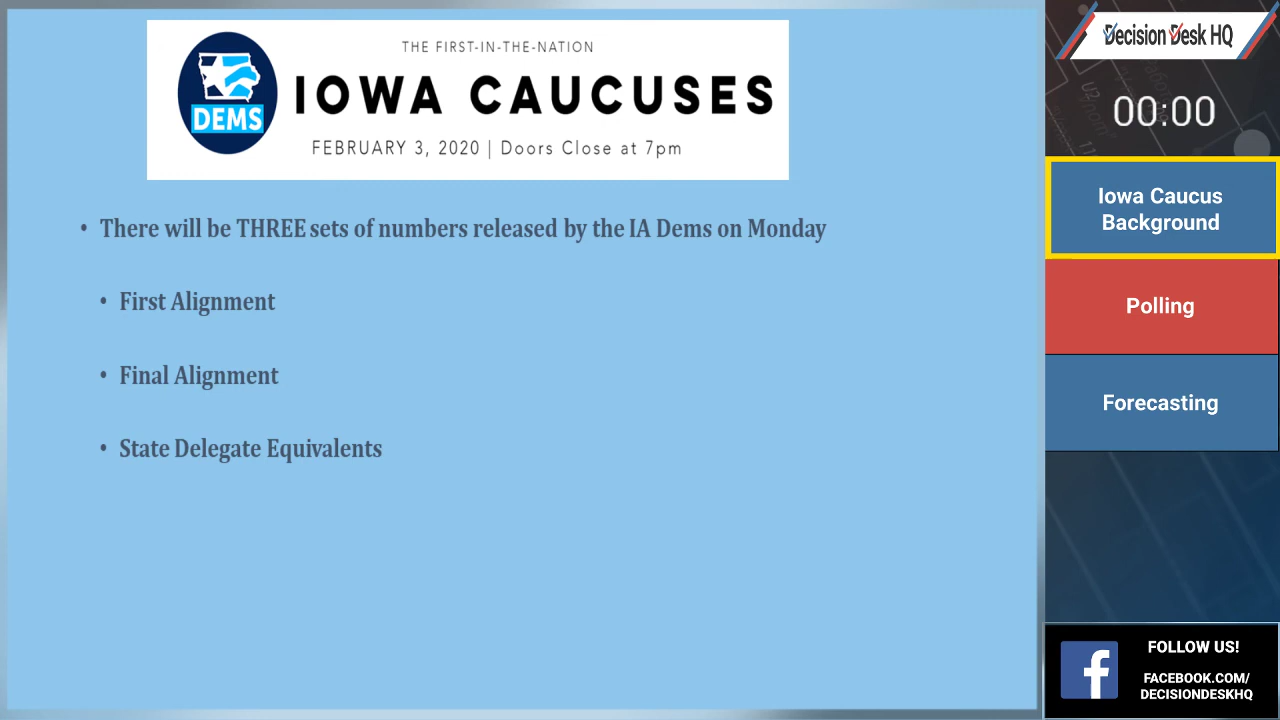 THE FIRST-IN-THE-NATION
IOWA CAUCUSES
DEMS
FEBRUARY 3, 2020 | Doors Close at 7pm
• There will be THREE sets of numbers released by the IA Dems on Monday
• First Alignment
• Final Alignment
• State Delegate Equivalents
Decision Desk HQ
00:00
Iowa Caucus
Background
Polling
Forecasting
FOLLOW US!
FACEBOOK.COM/
DECISIONDESKHQ